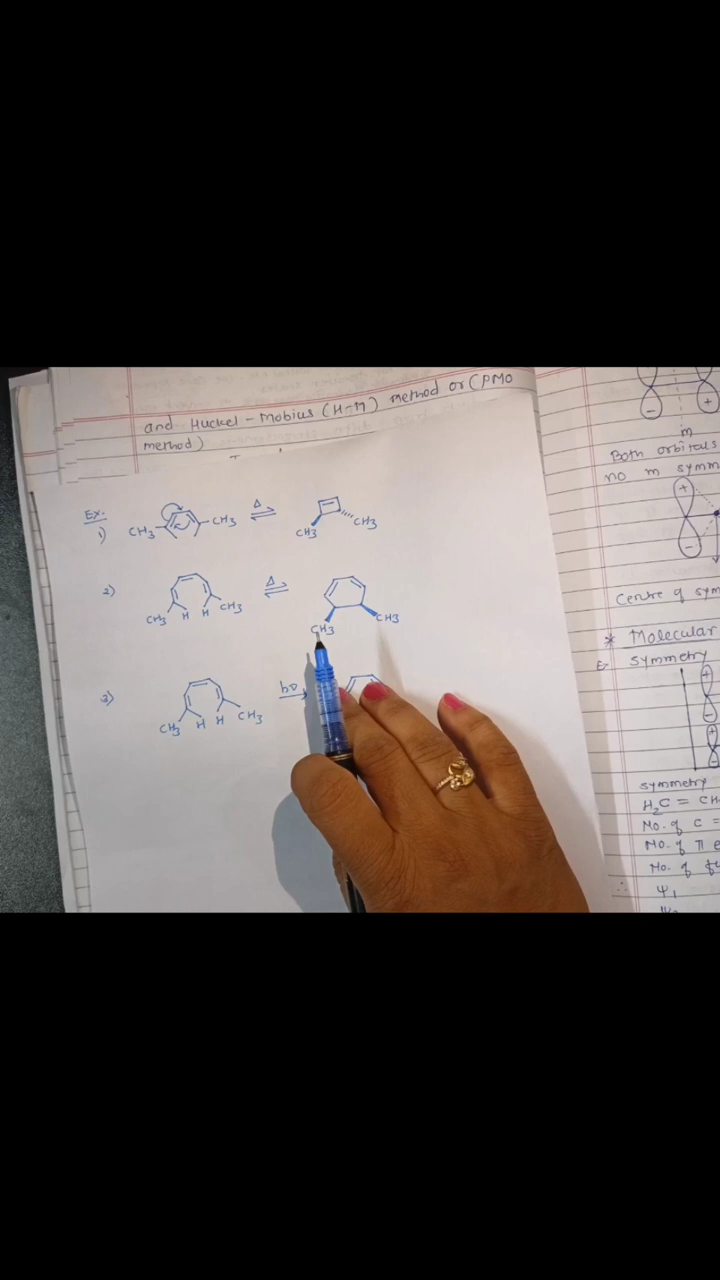 and Huckel-Mobius (H-M) method or (PMO
method)
Ex.
1) CH3 CH3 Δ CH3 CH3
2) CH3 H H CH3 Δ CH3 CH3
3) CH3 H H CH3 hν
- +
m
Both orbitals
no m symm
+
-
Centre of sym
* Molecular
symmetry
+
-
+
-
symmetry
H2C = CH
No. of C =
No. of π e
No. of
∴ ψ1